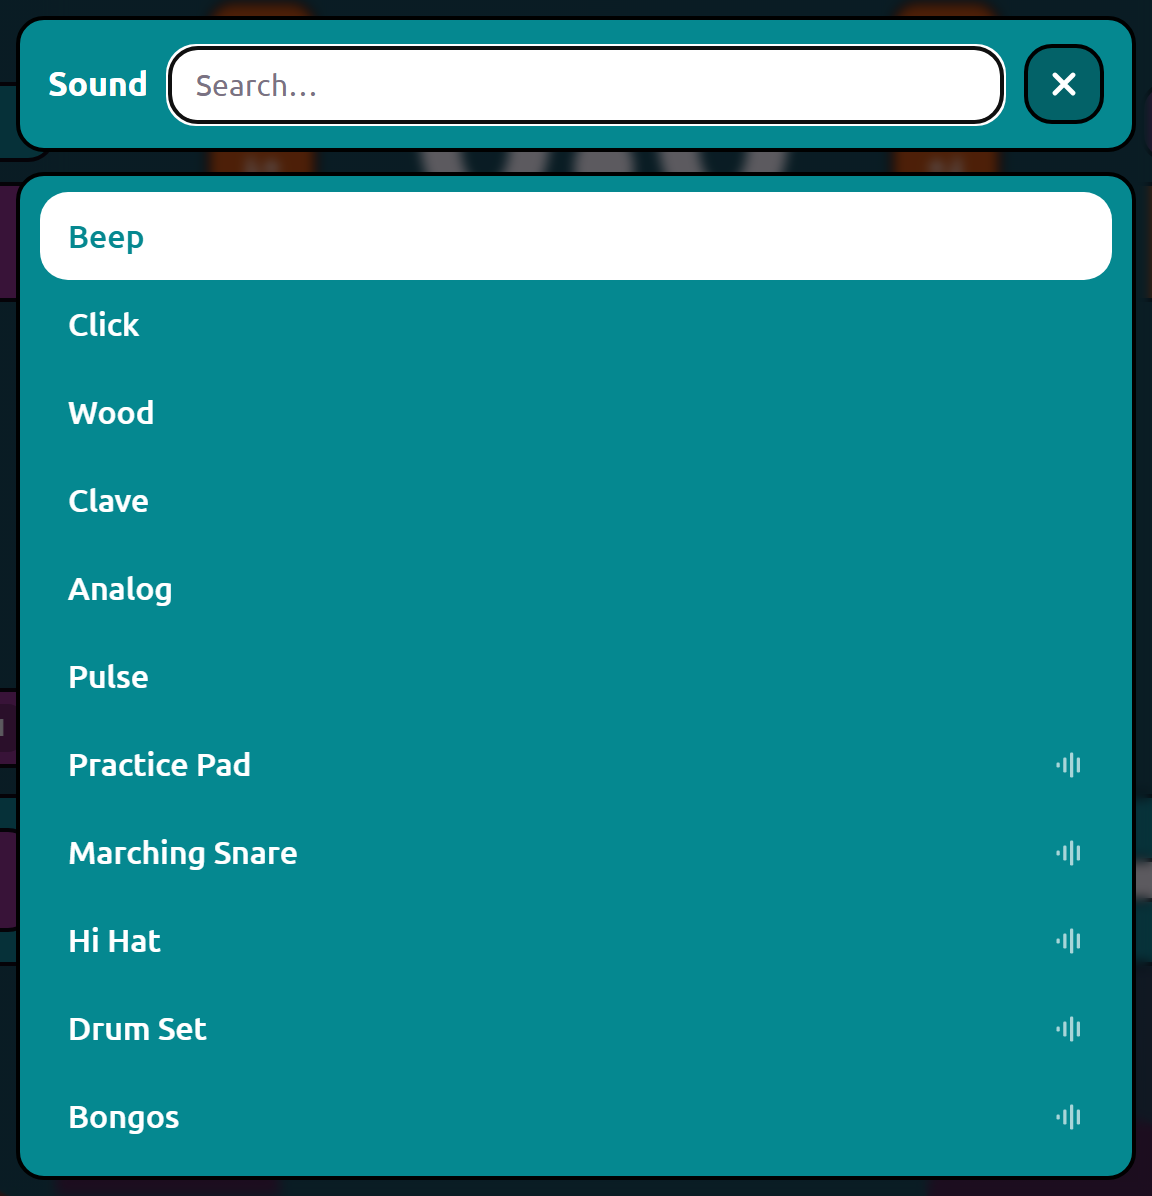 Sound
Search...
Beep
Click
Wood
Clave
Analog
Pulse
Practice Pad
Marching Snare
Hi Hat
Drum Set
Bongos